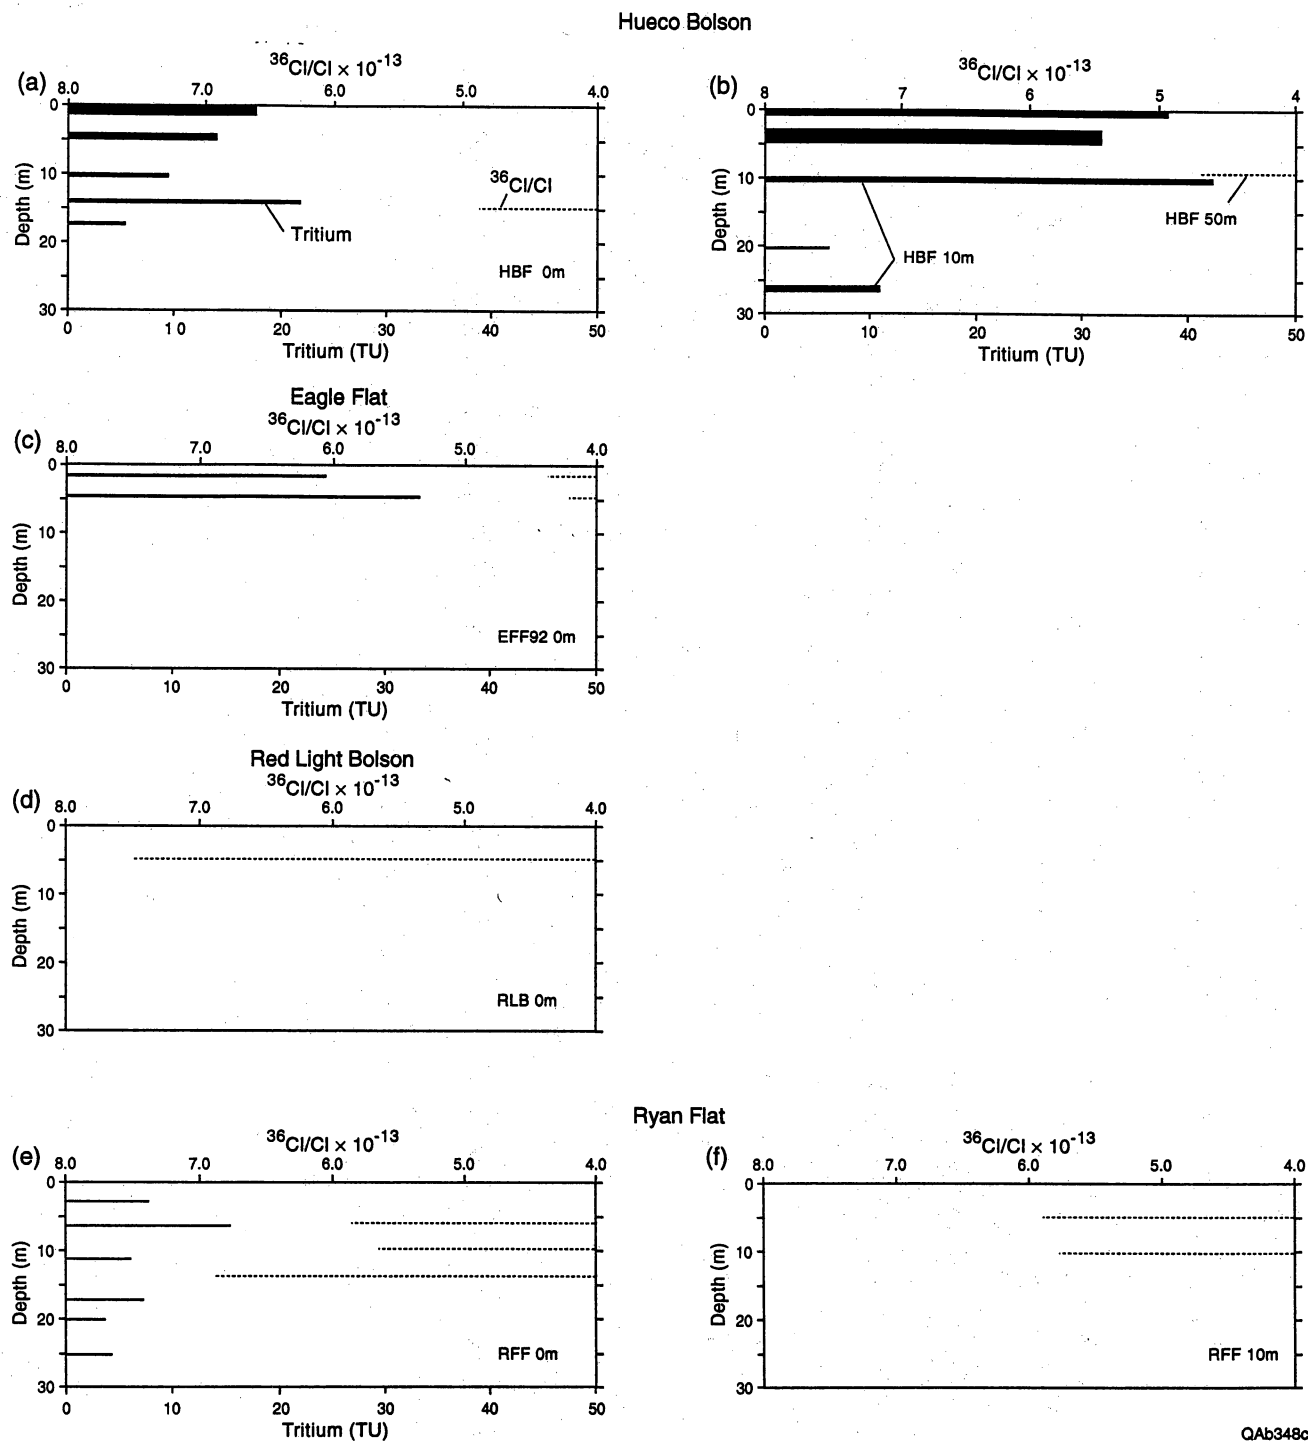 Hueco Bolson
(a)
36Cl/Cl × 10-13
8.0 7.0 6.0 5.0 4.0
0
10
20
30
Depth (m)
36Cl/Cl
Tritium
HBF 0m
0 10 20 30 40 50
Tritium (TU)
(b)
36Cl/Cl × 10-13
8 7 6 5 4
0
10
20
30
Depth (m)
HBF 50m
HBF 10m
0 10 20 30 40 50
Tritium (TU)
Eagle Flat
(c)
36Cl/Cl × 10-13
8.0 7.0 6.0 5.0 4.0
0
10
20
30
Depth (m)
EFF92 0m
0 10 20 30 40 50
Tritium (TU)
Red Light Bolson
(d)
36Cl/Cl × 10-13
8.0 7.0 6.0 5.0 4.0
0
10
20
30
Depth (m)
RLB 0m
Ryan Flat
(e)
36Cl/Cl × 10-13
8.0 7.0 6.0 5.0 4.0
0
10
20
30
Depth (m)
RFF 0m
0 10 20 30 40 50
Tritium (TU)
(f)
36Cl/Cl × 10-13
8.0 7.0 6.0 5.0 4.0
0
10
20
30
Depth (m)
RFF 10m
QAb348c